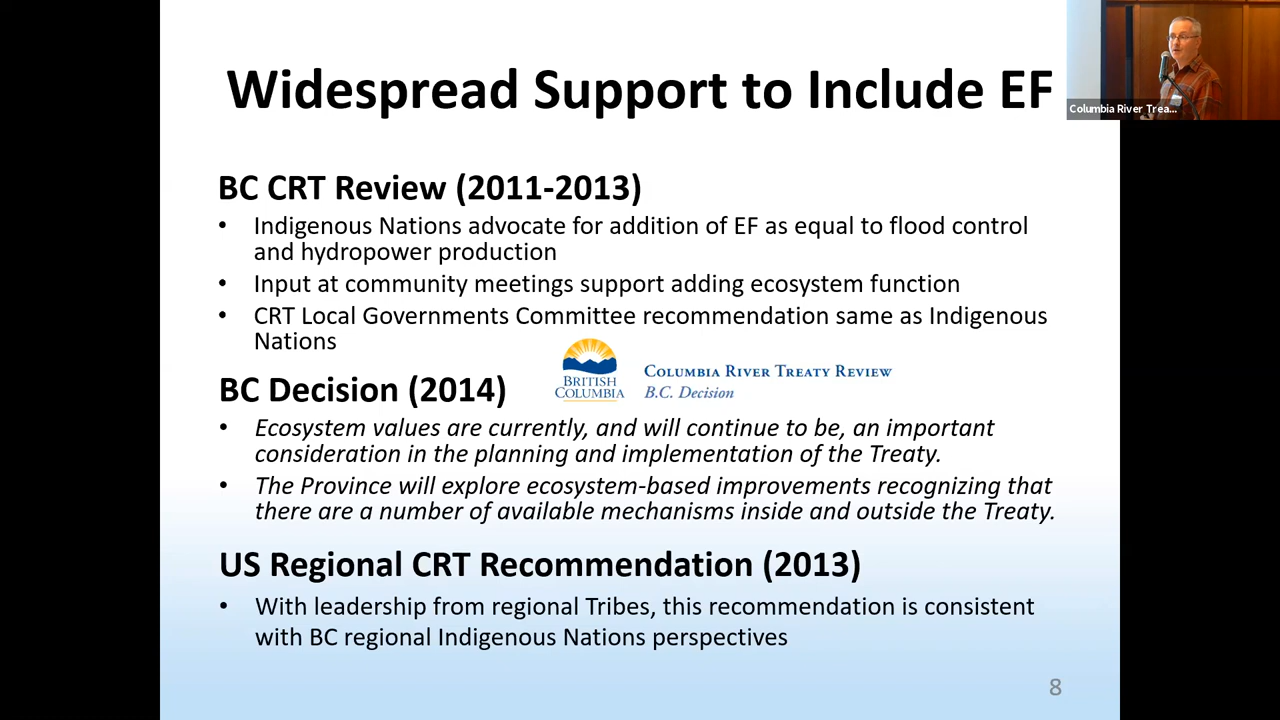 Widespread Support to Include EF
Columbia River Trea...
BC CRT Review (2011-2013)
• Indigenous Nations advocate for addition of EF as equal to flood control
and hydropower production
• Input at community meetings support adding ecosystem function
• CRT Local Governments Committee recommendation same as Indigenous
Nations
BRITISH
COLUMBIA
COLUMBIA RIVER TREATY REVIEW
B.C. Decision
BC Decision (2014)
• Ecosystem values are currently, and will continue to be, an important
consideration in the planning and implementation of the Treaty.
• The Province will explore ecosystem-based improvements recognizing that
there are a number of available mechanisms inside and outside the Treaty.
US Regional CRT Recommendation (2013)
• With leadership from regional Tribes, this recommendation is consistent
with BC regional Indigenous Nations perspectives
8